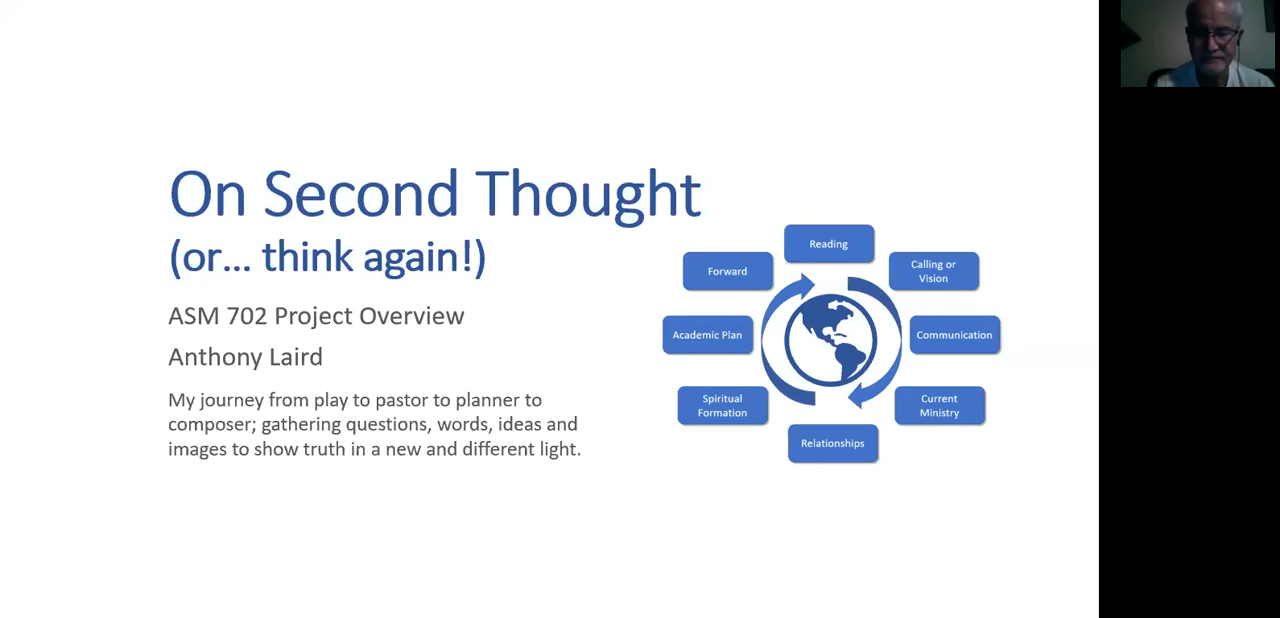 On Second Thought
(or... think again!)
ASM 702 Project Overview
Anthony Laird
My journey from play to pastor to planner to
composer; gathering questions, words, ideas and
images to show truth in a new and different light.
Reading
Calling or
Vision
Communication
Current
Ministry
Relationships
Spiritual
Formation
Academic Plan
Forward